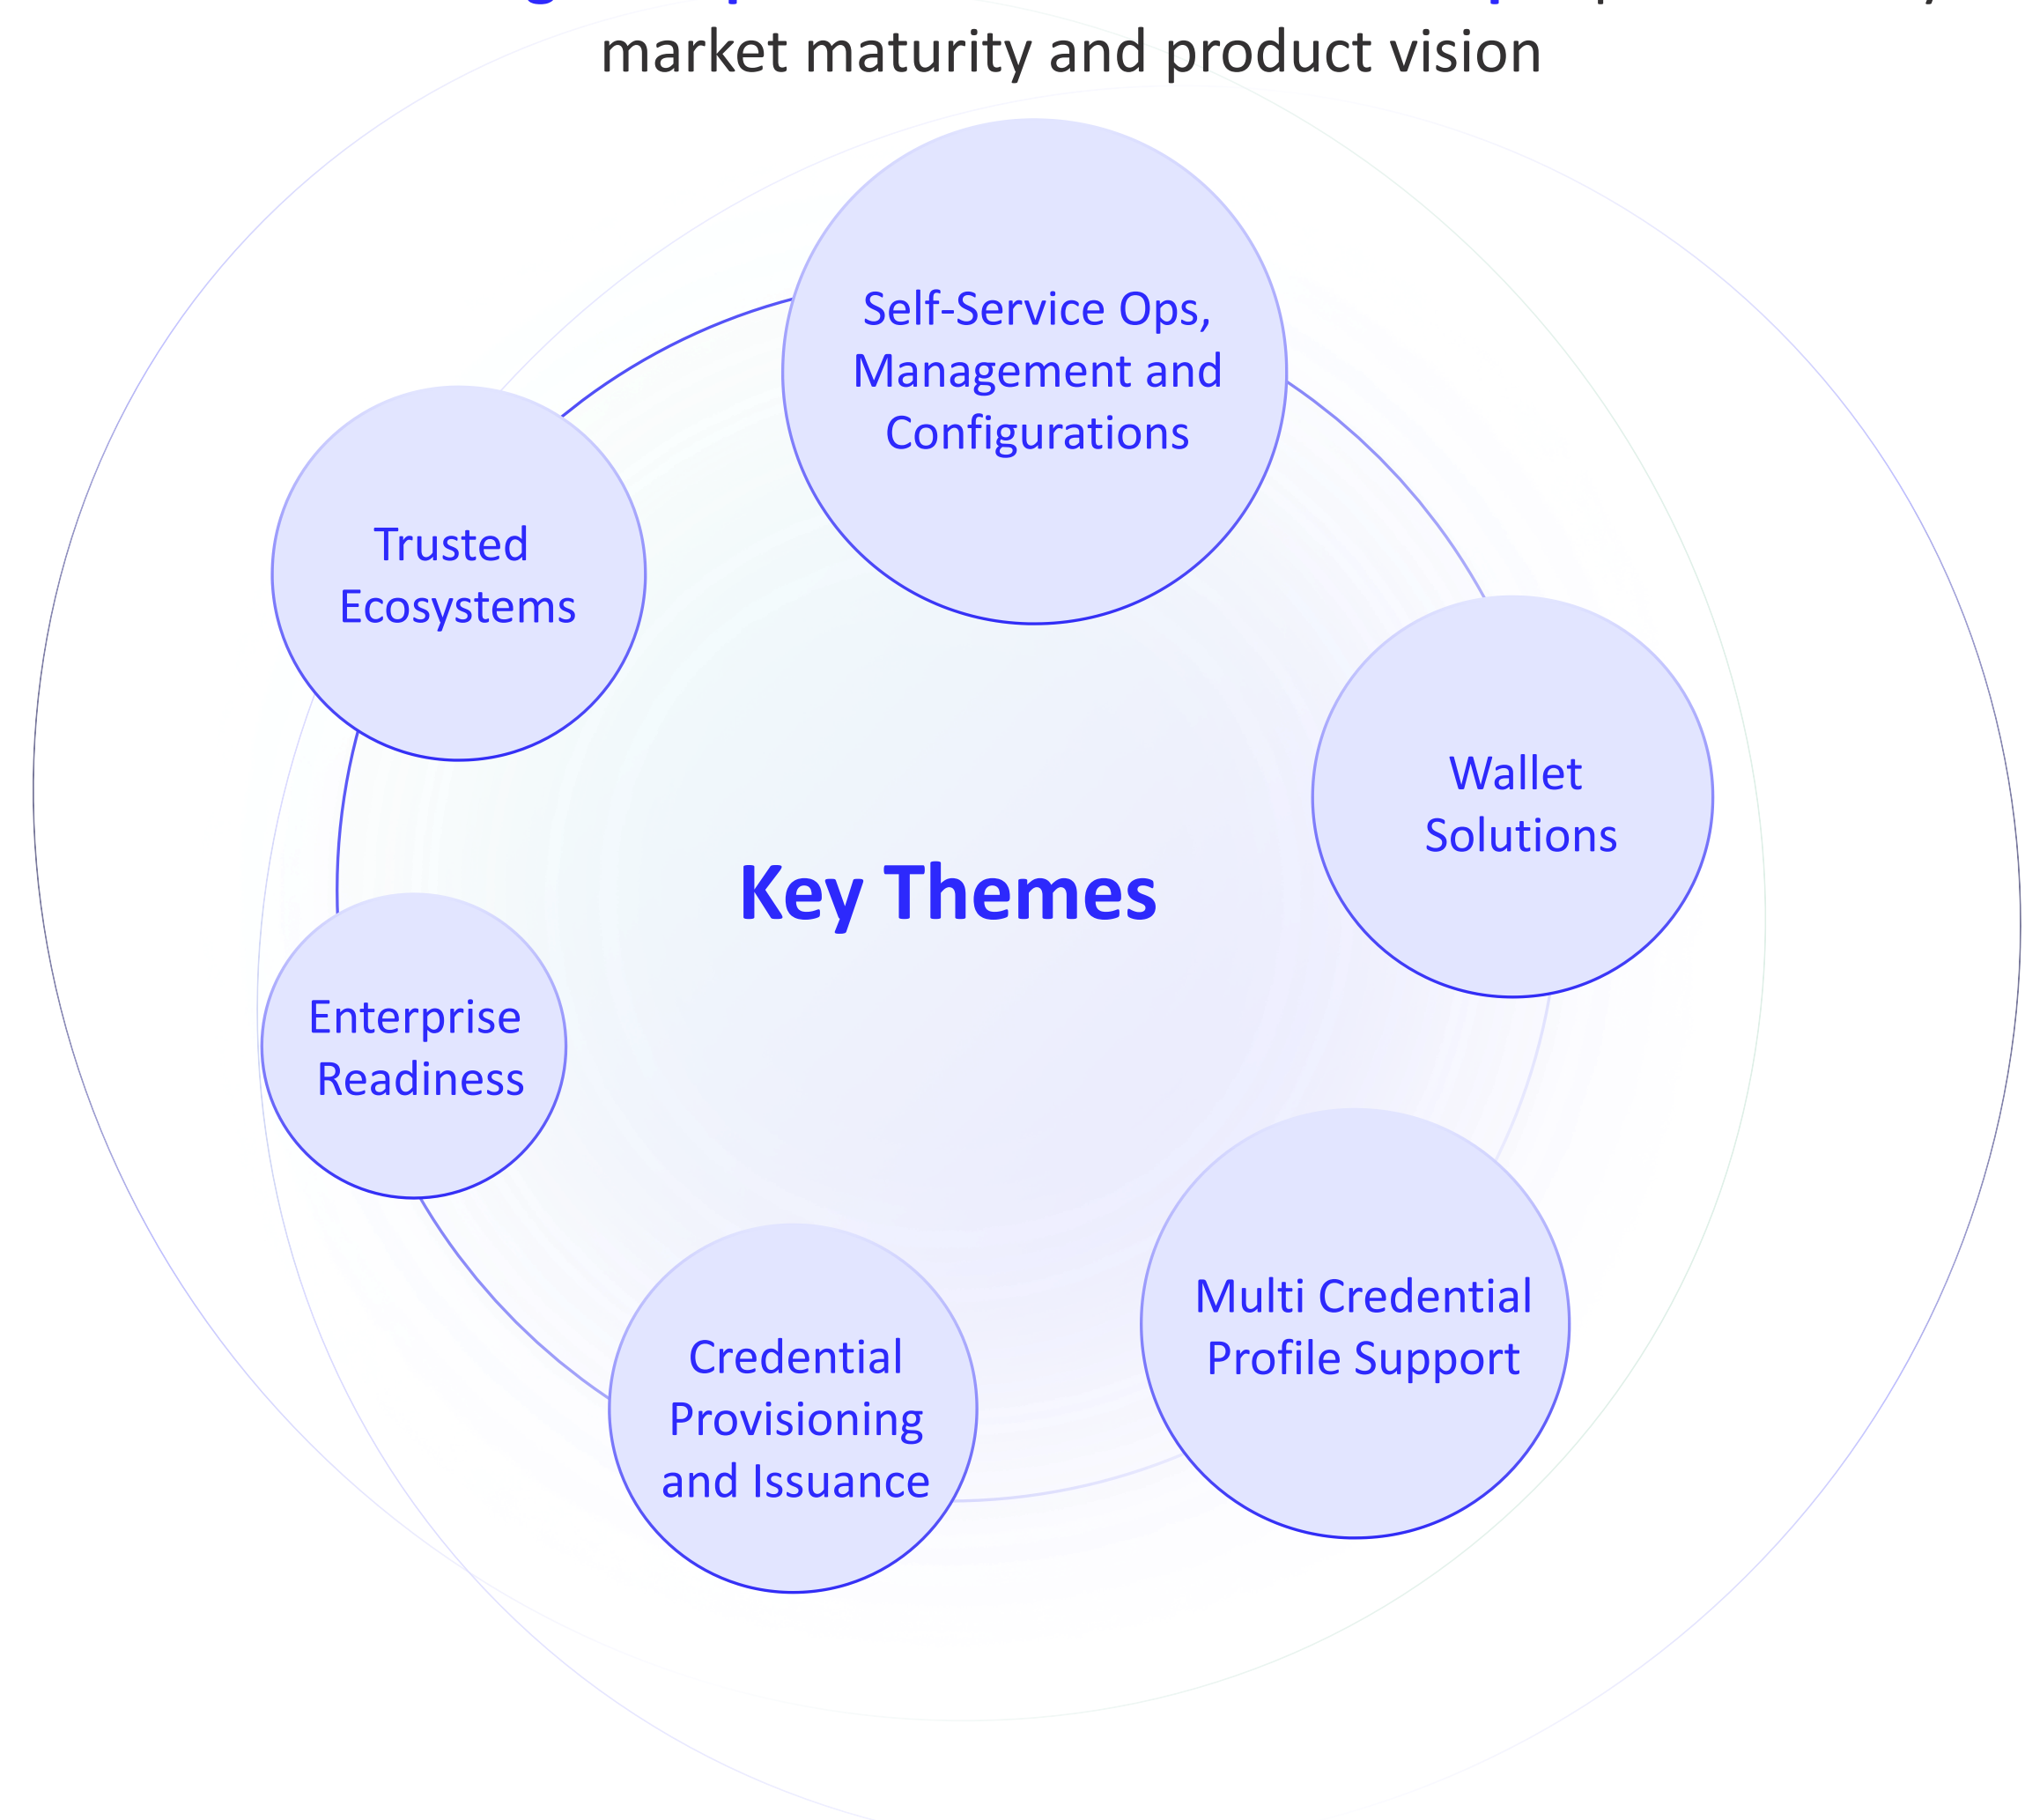 market maturity and product vision
Self-Service Ops,
Management and
Configurations
Trusted
Ecosystems
Wallet
Solutions
Key Themes
Enterprise
Readiness
Multi Credential
Profile Support
Credential
Provisioning
and Issuance